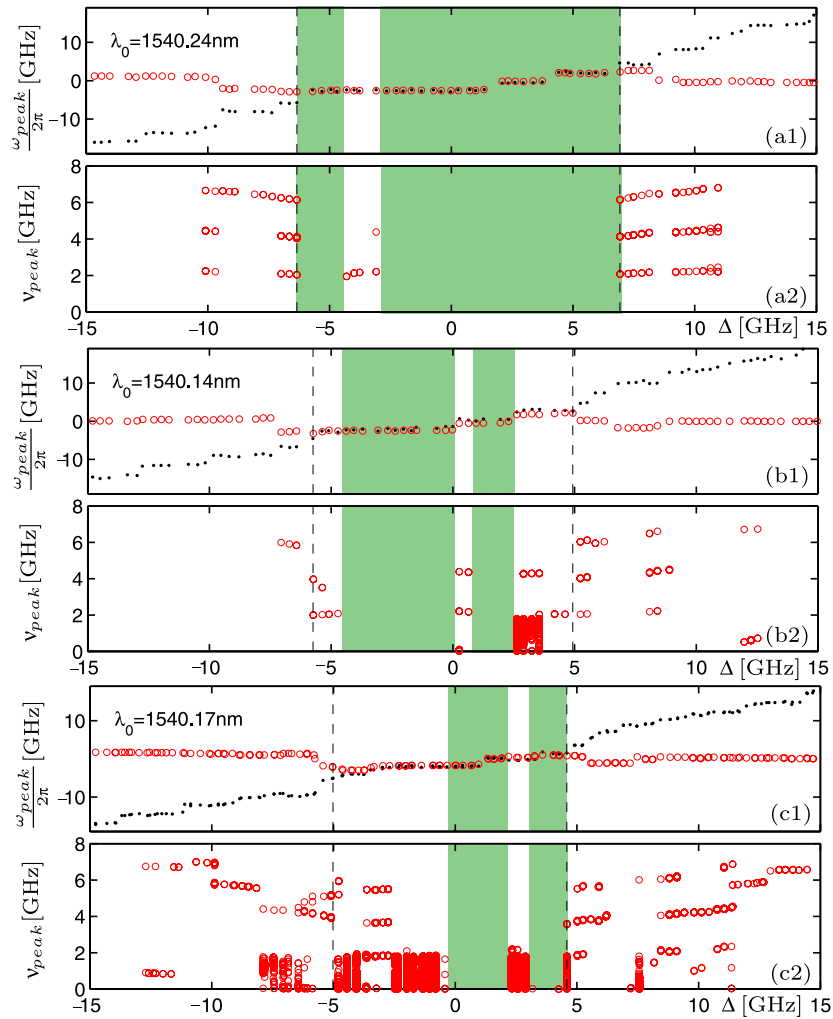 10
0
−10
ω_peak/2π [GHz]
λ₀=1540.24nm
(a1)
8
6
4
2
0
ν_peak [GHz]
(a2)
−15 −10 −5 0 5 10 15
Δ [GHz]
10
0
−10
ω_peak/2π [GHz]
λ₀=1540.14nm
(b1)
8
6
4
2
0
ν_peak [GHz]
(b2)
−15 −10 −5 0 5 10 15
Δ [GHz]
10
−10
ω_peak/2π [GHz]
λ₀=1540.17nm
(c1)
8
6
4
2
0
ν_peak [GHz]
(c2)
−15 −10 −5 0 5 10 15
Δ [GHz]